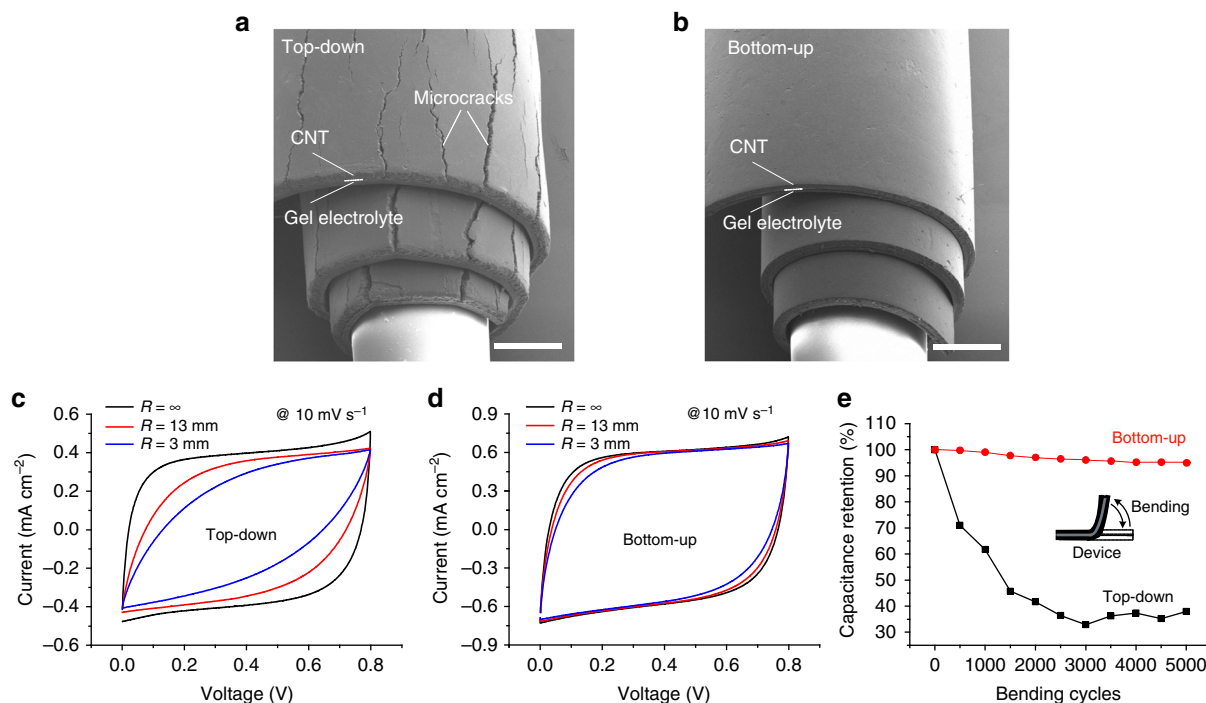 a
Top-down
Microcracks
CNT
Gel electrolyte
b
Bottom-up
CNT
Gel electrolyte
c
R = ∞
R = 13 mm
R = 3 mm
@ 10 mV s⁻¹
Top-down
0.6
0.4
0.2
0.0
–0.2
–0.4
–0.6
0.0 0.2 0.4 0.6 0.8
Current (mA cm⁻²)
Voltage (V)
d
R = ∞
R = 13 mm
R = 3 mm
@10 mV s⁻¹
Bottom-up
0.9
0.6
0.3
0.0
–0.3
–0.6
–0.9
0.0 0.2 0.4 0.6 0.8
Current (mA cm⁻²)
Voltage (V)
e
Bottom-up
Bending
Device
Top-down
110
100
90
80
70
60
50
40
30
0 1000 2000 3000 4000 5000
Capacitance retention (%)
Bending cycles